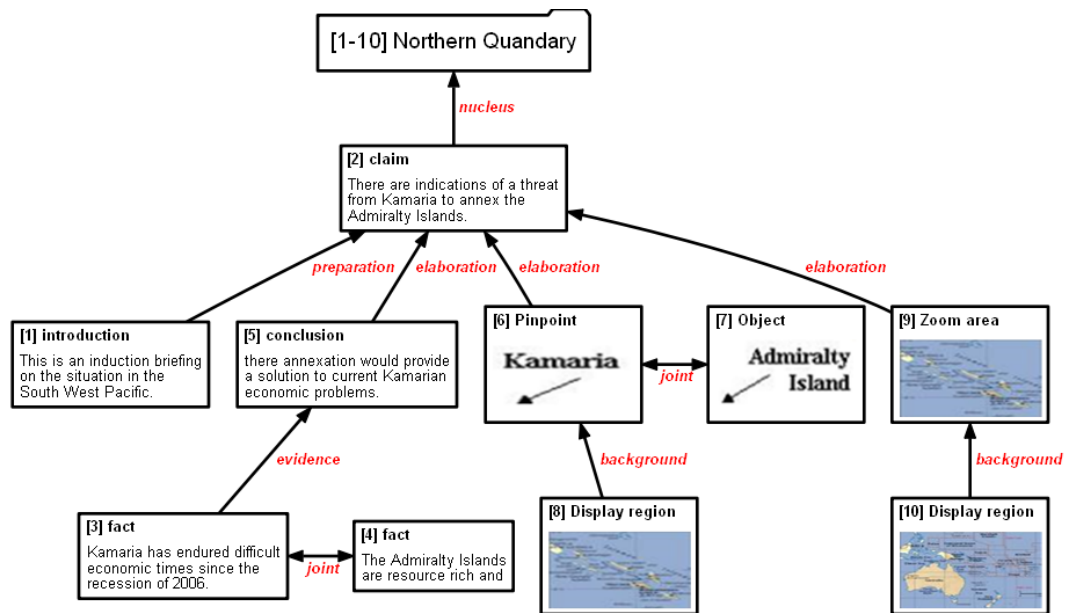 [1-10] Northern Quandary
nucleus
[2] claim
There are indications of a threat
from Kamaria to annex the
Admiralty Islands.
preparation
elaboration
elaboration
elaboration
[1] introduction
This is an induction briefing
on the situation in the
South West Pacific.
[5] conclusion
there annexation would provide
a solution to current Kamarian
economic problems.
[6] Pinpoint
Kamaria
joint
[7] Object
Admiralty
Island
[9] Zoom area
evidence
background
background
[3] fact
Kamaria has endured difficult
economic times since the
recession of 2006.
joint
[4] fact
The Admiralty Islands
are resource rich and
[8] Display region
[10] Display region